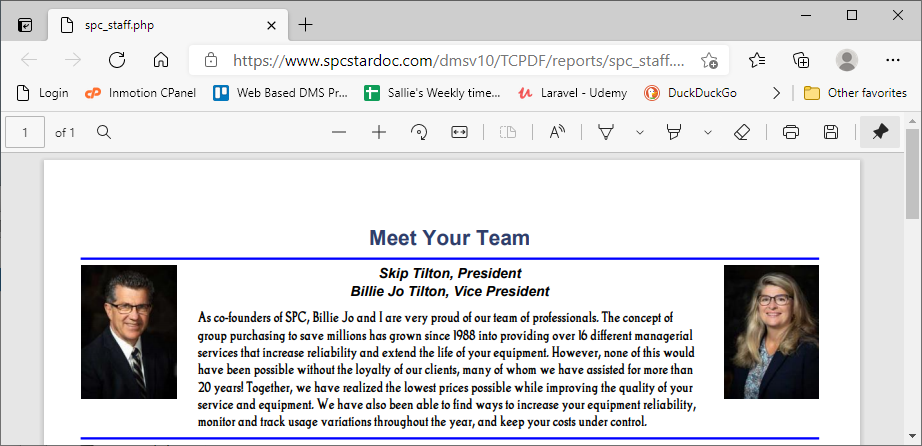 spc_staff.php
https://www.spcstardoc.com/dmsv10/TCPDF/reports/spc_staff....
Login cP Inmotion CPanel Web Based DMS Pr... Sallie's Weekly time... Laravel - Udemy DuckDuckGo Other favorites
1 of 1
Meet Your Team
Skip Tilton, President
Billie Jo Tilton, Vice President
As co-founders of SPC, Billie Jo and I are very proud of our team of professionals. The concept of
group purchasing to save millions has grown since 1988 into providing over 16 different managerial
services that increase reliability and extend the life of your equipment. However, none of this would
have been possible without the loyalty of our clients, many of whom we have assisted for more than
20 years! Together, we have realized the lowest prices possible while improving the quality of your
service and equipment. We have also been able to find ways to increase your equipment reliability,
monitor and track usage variations throughout the year, and keep your costs under control.